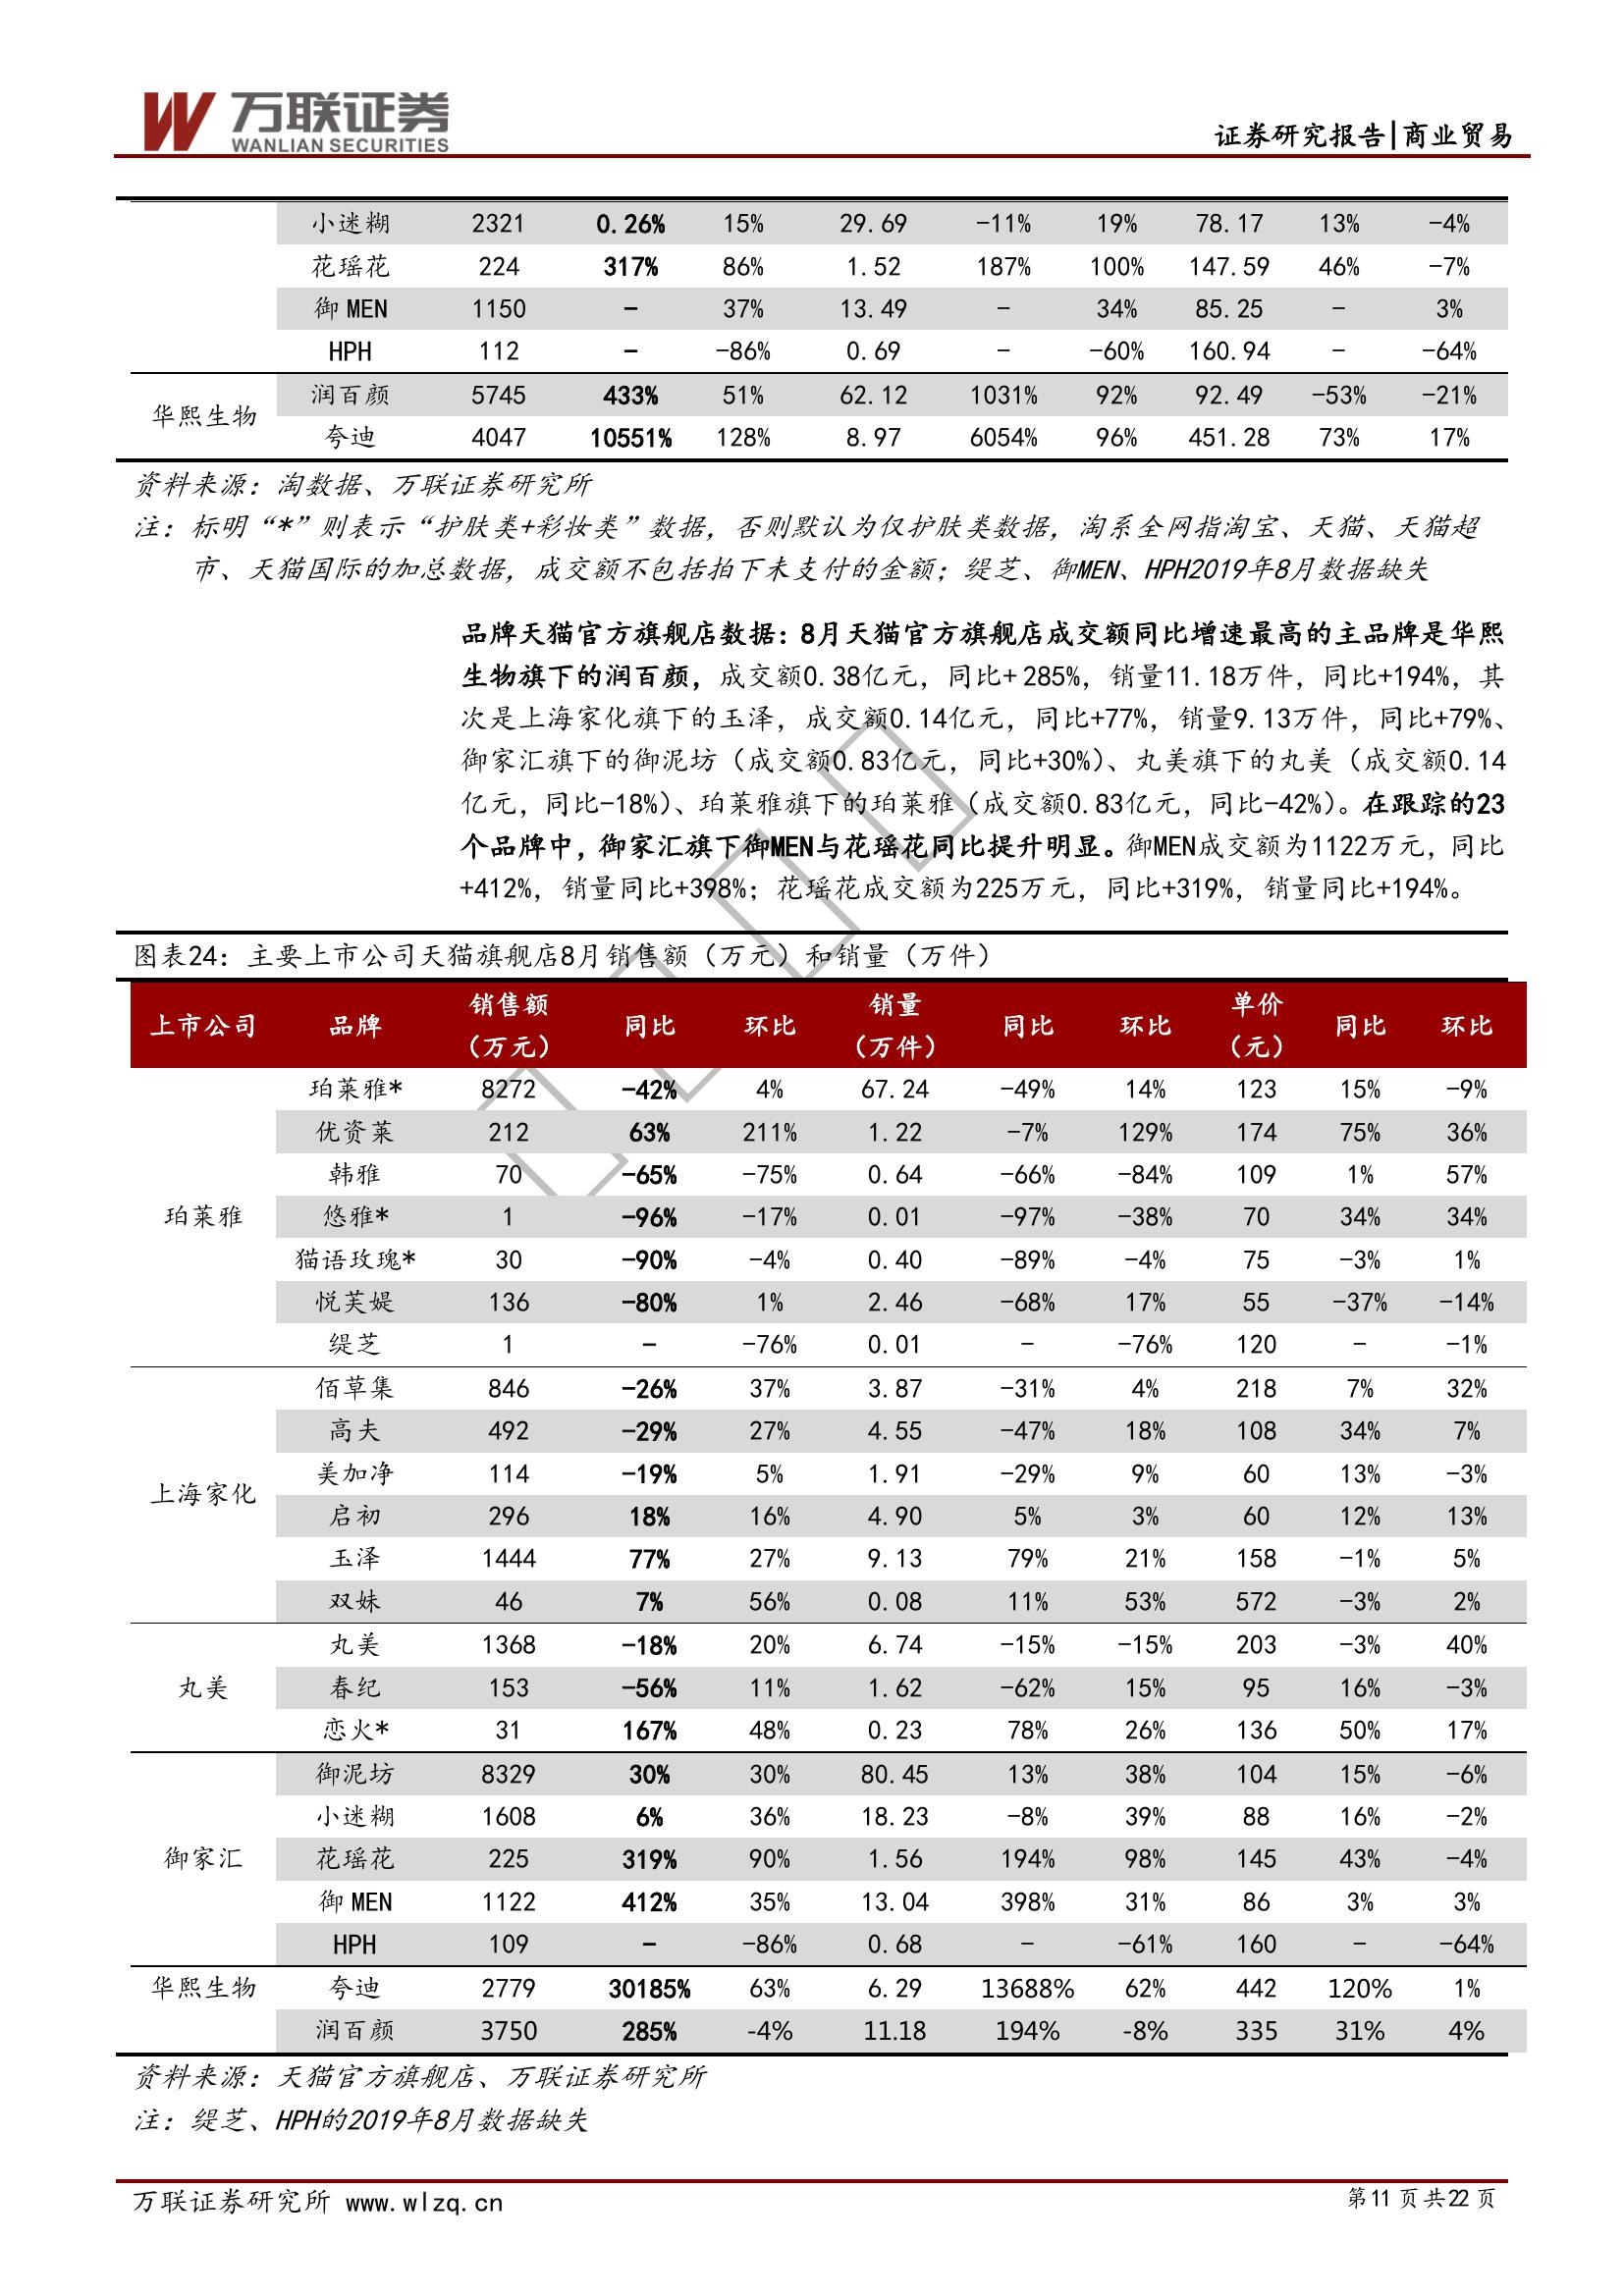 万联证券
WANLIAN SECURITIES
证券研究报告|商业贸易
小迷糊 2321 0.26% 15% 29.69 -11% 19% 78.17 13% -4%
花瑶花 224 317% 86% 1.52 187% 100% 147.59 46% -7%
御 MEN 1150 - 37% 13.49 - 34% 85.25 - 3%
HPH 112 - -86% 0.69 - -60% 160.94 - -64%
华熙生物 润百颜 5745 433% 51% 62.12 1031% 92% 92.49 -53% -21%
夸迪 4047 10551% 128% 8.97 6054% 96% 451.28 73% 17%
资料来源：淘数据、万联证券研究所
注：标明“*”则表示“护肤类+彩妆类”数据，否则默认为仅护肤类数据，淘系全网指淘宝、天猫、天猫超
市、天猫国际的加总数据，成交额不包括拍下未支付的金额；缇芝、御MEN、HPH2019年8月数据缺失
品牌天猫官方旗舰店数据：8月天猫官方旗舰店成交额同比增速最高的主品牌是华熙
生物旗下的润百颜，成交额0.38亿元，同比+285%，销量11.18万件，同比+194%，其
次是上海家化旗下的玉泽，成交额0.14亿元，同比+77%，销量9.13万件，同比+79%、
御家汇旗下的御泥坊（成交额0.83亿元，同比+30%）、丸美旗下的丸美（成交额0.14
亿元，同比-18%）、珀莱雅旗下的珀莱雅（成交额0.83亿元，同比-42%）。在跟踪的23
个品牌中，御家汇旗下御MEN与花瑶花同比提升明显。御MEN成交额为1122万元，同比
+412%，销量同比+398%；花瑶花成交额为225万元，同比+319%，销量同比+194%。
图表24：主要上市公司天猫旗舰店8月销售额（万元）和销量（万件）
上市公司 品牌 销售额（万元） 同比 环比 销量（万件） 同比 环比 单价（元） 同比 环比
珀莱雅* 8272 -42% 4% 67.24 -49% 14% 123 15% -9%
优资莱 212 63% 211% 1.22 -7% 129% 174 75% 36%
韩雅 70 -65% -75% 0.64 -66% -84% 109 1% 57%
珀莱雅 悠雅* 1 -96% -17% 0.01 -97% -38% 70 34% 34%
猫语玫瑰* 30 -90% -4% 0.40 -89% -4% 75 -3% 1%
悦芙媞 136 -80% 1% 2.46 -68% 17% 55 -37% -14%
缇芝 1 - -76% 0.01 - -76% 120 - -1%
佰草集 846 -26% 37% 3.87 -31% 4% 218 7% 32%
高夫 492 -29% 27% 4.55 -47% 18% 108 34% 7%
美加净 114 -19% 5% 1.91 -29% 9% 60 13% -3%
上海家化 启初 296 18% 16% 4.90 5% 3% 60 12% 13%
玉泽 1444 77% 27% 9.13 79% 21% 158 -1% 5%
双妹 46 7% 56% 0.08 11% 53% 572 -3% 2%
丸美 1368 -18% 20% 6.74 -15% -15% 203 -3% 40%
丸美 春纪 153 -56% 11% 1.62 -62% 15% 95 16% -3%
恋火* 31 167% 48% 0.23 78% 26% 136 50% 17%
御泥坊 8329 30% 30% 80.45 13% 38% 104 15% -6%
小迷糊 1608 6% 36% 18.23 -8% 39% 88 16% -2%
御家汇 花瑶花 225 319% 90% 1.56 194% 98% 145 43% -4%
御 MEN 1122 412% 35% 13.04 398% 31% 86 3% 3%
HPH 109 - -86% 0.68 - -61% 160 - -64%
华熙生物 夸迪 2779 30185% 63% 6.29 13688% 62% 442 120% 1%
润百颜 3750 285% -4% 11.18 194% -8% 335 31% 4%
资料来源：天猫官方旗舰店、万联证券研究所
注：缇芝、HPH的2019年8月数据缺失
万联证券研究所 www.wlzq.cn
第11页共22页